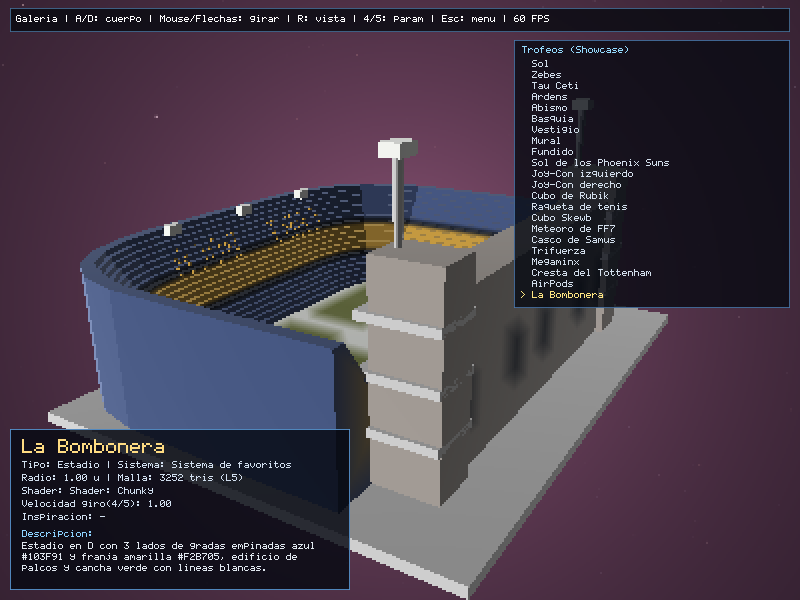 Galeria | A/D: cuerpo | Mouse/Flechas: girar | R: vista | 4/5: param | Esc: menu | 60 FPS
Trofeos (Showcase)
Sol
Zebes
Tau Ceti
Ardens
Abismo
Basquia
Vestigio
Mural
Fundido
Sol de los Phoenix Suns
Joy-Con izquierdo
Joy-Con derecho
Cubo de Rubik
Raqueta de tenis
Cubo Skewb
Meteoro de FF7
Casco de Samus
Trifuerza
Megaminx
Cresta del Tottenham
AirPods
> La Bombonera
La Bombonera
Tipo: Estadio | Sistema: Sistema de favoritos
Radio: 1.00 u | Malla: 3252 tris (L5)
Shader: Shader: Chunky
Velocidad giro(4/5): 1.00
Inspiracion: -
Descripcion:
Estadio en D con 3 lados de gradas empinadas azul
#103F91 y franja amarilla #F2B705, edificio de
Palcos y cancha verde con lineas blancas.